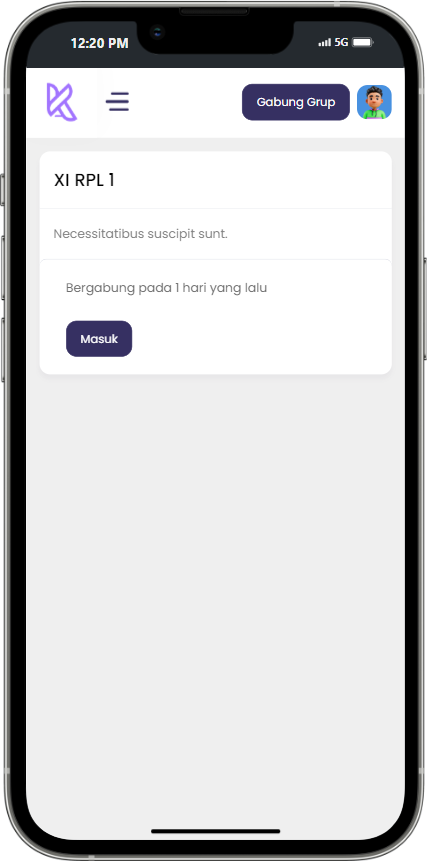 12:20 PM 5G
Gabung Grup
XI RPL 1
Necessitatibus suscipit sunt.
Bergabung pada 1 hari yang lalu
Masuk